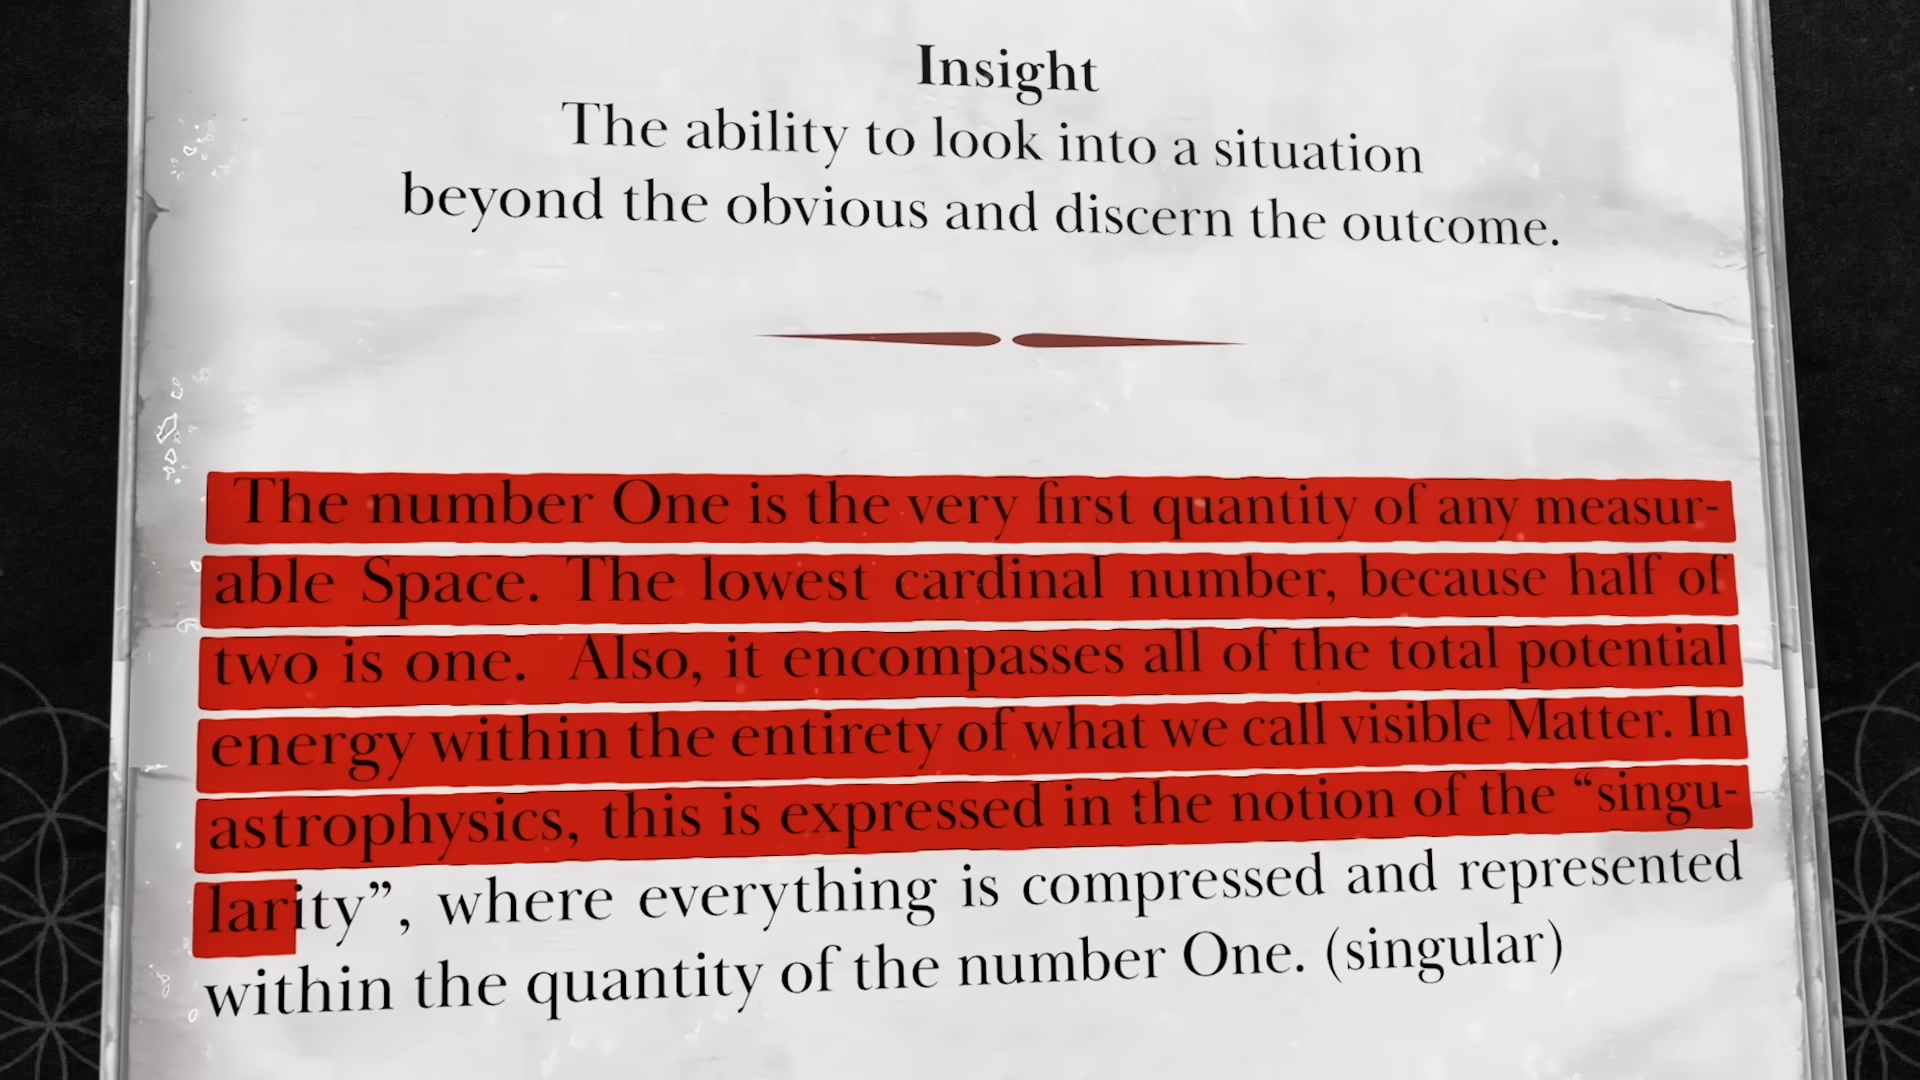 Insight
The ability to look into a situation
beyond the obvious and discern the outcome.
The number One is the very first quantity of any measur-
able Space. The lowest cardinal number, because half of
two is one. Also, it encompasses all of the total potential
energy within the entirety of what we call visible Matter. In
astrophysics, this is expressed in the notion of the “singu-
larity”, where everything is compressed and represented
within the quantity of the number One. (singular)